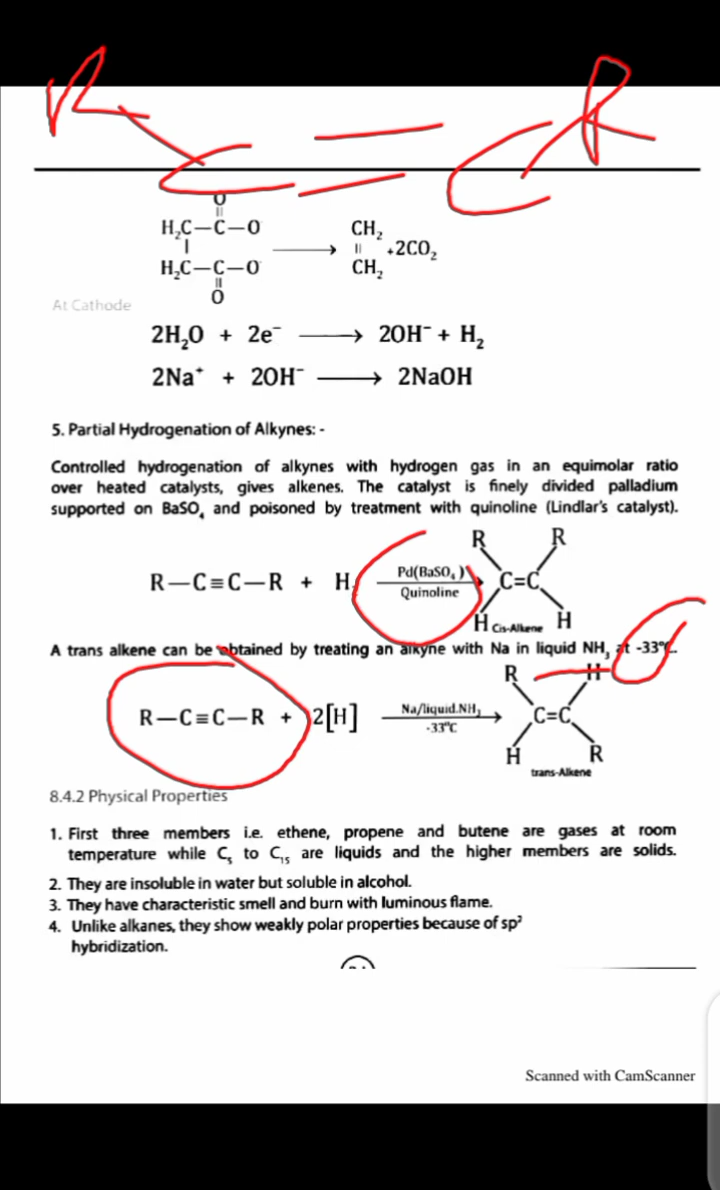 R R
C = C
O
H₂C—C—O⁻ CH₂
+2CO₂
H₂C—C—O⁻ CH₂
O
At Cathode
2H₂O + 2e⁻ ⟶ 2OH⁻ + H₂
2Na⁺ + 2OH⁻ ⟶ 2NaOH
5. Partial Hydrogenation of Alkynes: -
Controlled hydrogenation of alkynes with hydrogen gas in an equimolar ratio
over heated catalysts, gives alkenes. The catalyst is finely divided palladium
supported on BaSO₄ and poisoned by treatment with quinoline (Lindlar's catalyst).
R R
Pd(BaSO₄)
R—C≡C—R + H ⟶ C=C
Quinoline
H Cis-Alkene H
A trans alkene can be obtained by treating an alkyne with Na in liquid NH₃ at -33°C.
R H
Na/liquid.NH₃
R—C≡C—R + 2[H] ⟶ C=C
-33°C
H R
trans-Alkene
8.4.2 Physical Properties
1. First three members i.e. ethene, propene and butene are gases at room
temperature while C₅ to C₁₅ are liquids and the higher members are solids.
2. They are insoluble in water but soluble in alcohol.
3. They have characteristic smell and burn with luminous flame.
4. Unlike alkanes, they show weakly polar properties because of sp²
hybridization.
Scanned with CamScanner